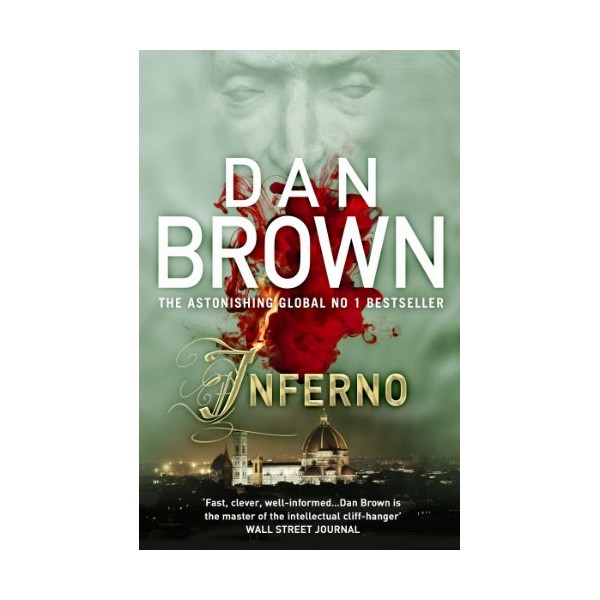 DAN
BROWN
THE ASTONISHING GLOBAL NO 1 BESTSELLER
INFERNO
‘Fast, clever, well-informed...Dan Brown is
the master of the intellectual cliff-hanger’
WALL STREET JOURNAL